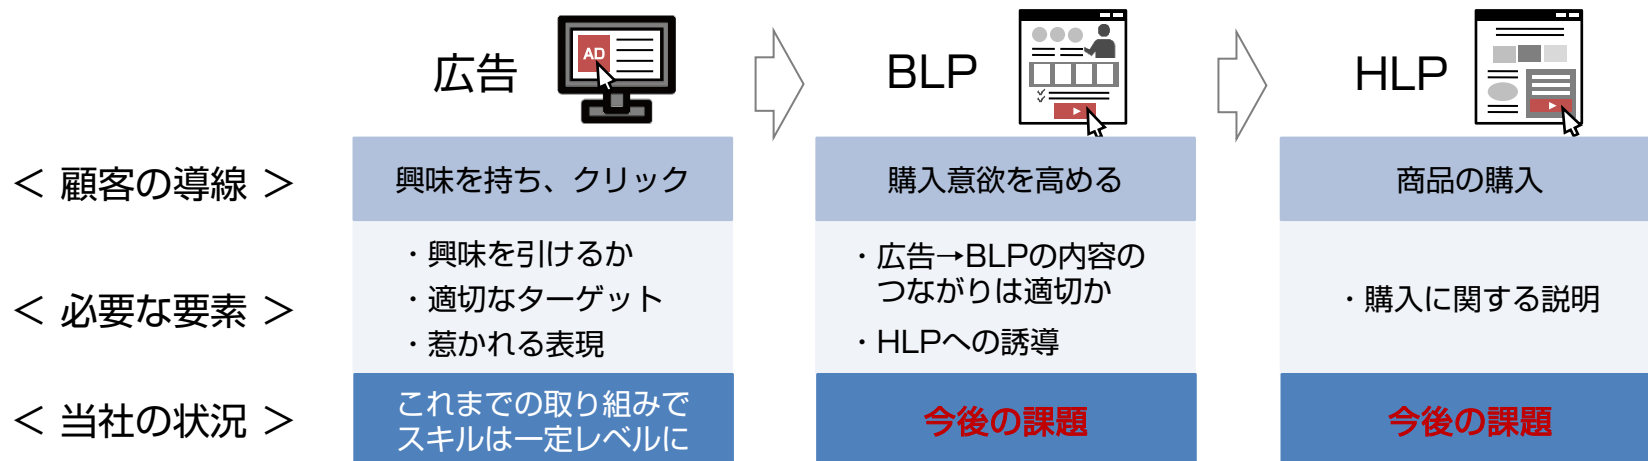 広告
AD
BLP
HLP
＜ 顧客の導線 ＞
興味を持ち、クリック
購入意欲を高める
商品の購入
＜ 必要な要素 ＞
・興味を引けるか
・適切なターゲット
・惹かれる表現
・広告→BLPの内容の
つながりは適切か
・HLPへの誘導
・購入に関する説明
＜ 当社の状況 ＞
これまでの取り組みで
スキルは一定レベルに
今後の課題
今後の課題